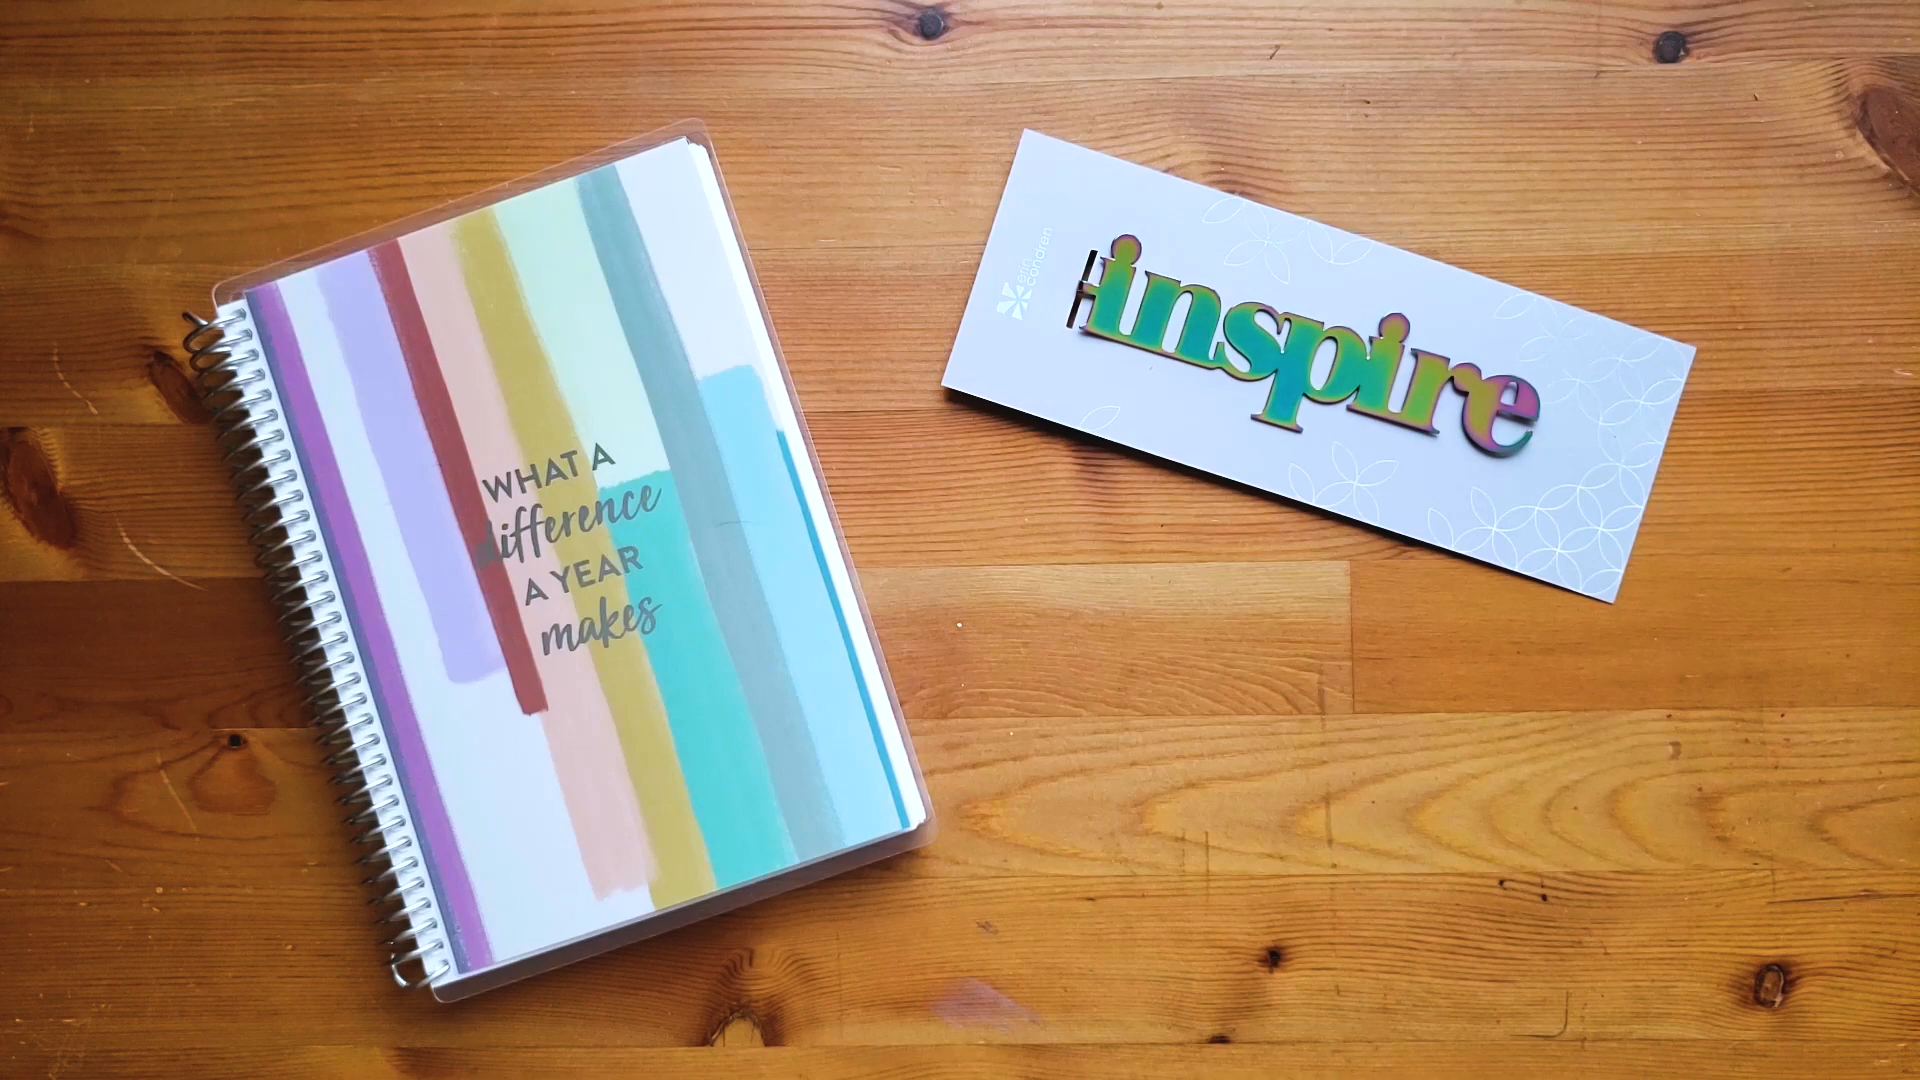 WHAT A
difference
A YEAR
makes
erin
condren
inspire